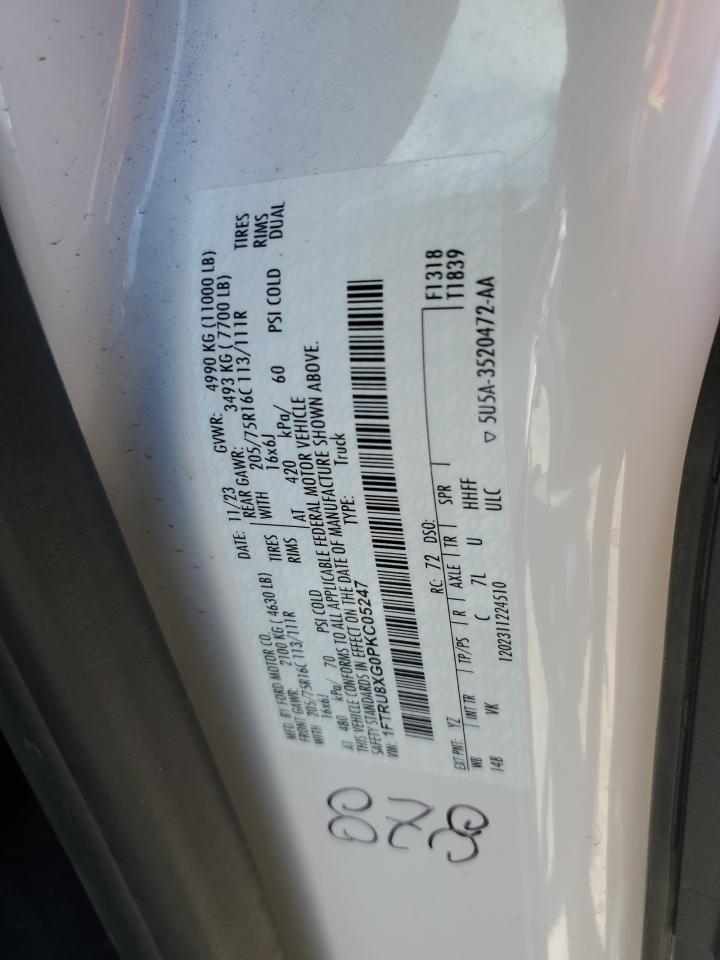 MFD. BY FORD MOTOR CO.
DATE: 11/23 GVWR: 4990 KG (11000 LB)
FRONT GAWR: 2100 KG ( 4630 LB) REAR GAWR: 3493 KG ( 7700 LB)
WITH 205/75R16C 113/111R TIRES WITH 205/75R16C 113/111R TIRES
16x6J RIMS 16x6J RIMS
AT 480 kPa/ 70 PSI COLD AT 420 kPa/ 60 PSI COLD . DUAL
THIS VEHICLE CONFORMS TO ALL APPLICABLE FEDERAL MOTOR VEHICLE
SAFETY STANDARDS IN EFFECT ON THE DATE OF MANUFACTURE SHOWN ABOVE.
VIN: 1FTRU8XG0PKC05247 TYPE: Truck
F1318
T1839
EXT PNT: YZ RC: 72 DSO:
WB INT TR TP/PS R AXLE TR SPR
148 VK C 7L U HHFF
1202311224510 ULC ▽ 5U5A-3520472-AA